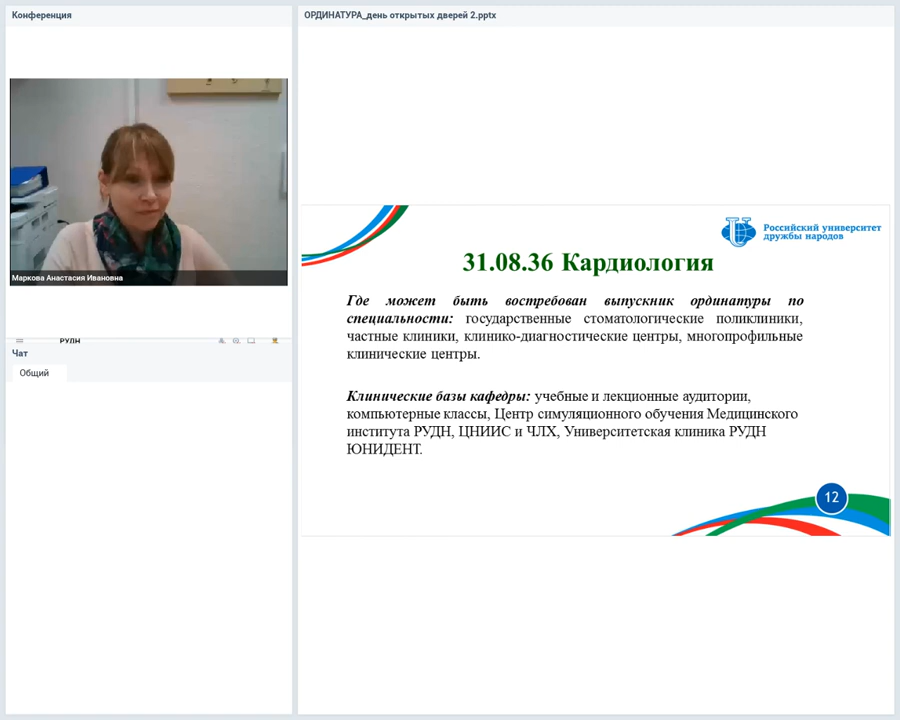 Конференция
Маркова Анастасия Ивановна
РУДН
Чат
Общий
ОРДИНАТУРА_день открытых дверей 2.pptx
Российский университет
дружбы народов
31.08.36 Кардиология
Где может быть востребован выпускник ординатуры по
специальности: государственные стоматологические поликлиники,
частные клиники, клинико-диагностические центры, многопрофильные
клинические центры.
Клинические базы кафедры: учебные и лекционные аудитории,
компьютерные классы, Центр симуляционного обучения Медицинского
института РУДН, ЦНИИС и ЧЛХ, Университетская клиника РУДН
ЮНИДЕНТ.
12